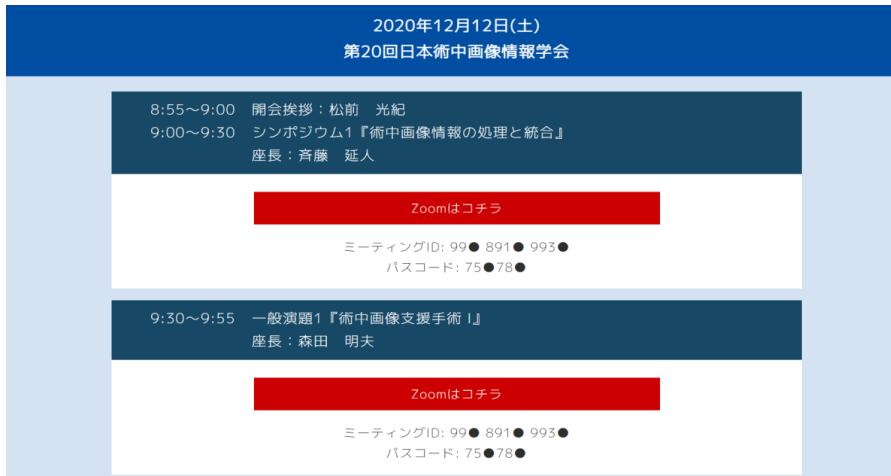 2020年12月12日(土)
第20回日本術中画像情報学会
8:55～9:00 開会挨拶：松前　光紀
9:00～9:30 シンポジウム1『術中画像情報の処理と統合』
座長：斉藤　延人
Zoomはコチラ
ミーティングID: 99● 891● 993●
パスコード: 75●78●
9:30～9:55 一般演題1『術中画像支援手術 I』
座長：森田　明夫
Zoomはコチラ
ミーティングID: 99● 891● 993●
パスコード: 75●78●